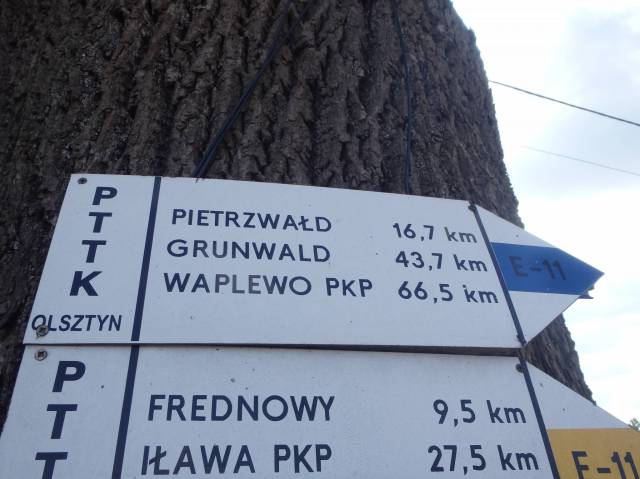 PTTK
OLSZTYN
PIETRZWAŁD 16,7 km
GRUNWALD 43,7 km
WAPLEWO PKP 66,5 km
E-11
PTT
FREDNOWY 9,5 km
IŁAWA PKP 27,5 km
E-11